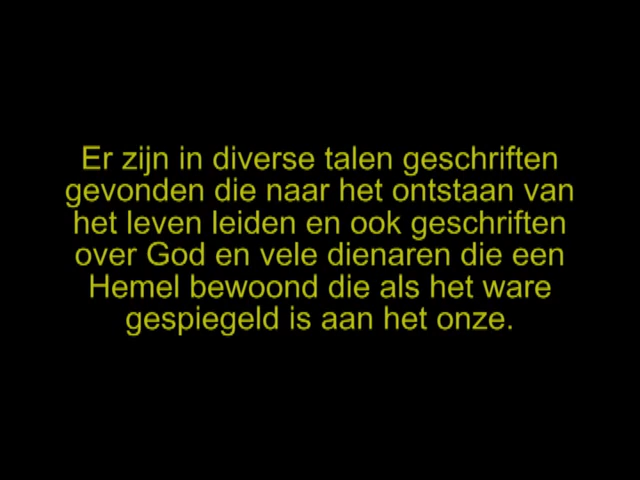 Er zijn in diverse talen geschriften
gevonden die naar het ontstaan van
het leven leiden en ook geschriften
over God en vele dienaren die een
Hemel bewoond die als het ware
gespiegeld is aan het onze.